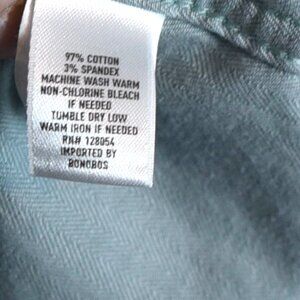 97% COTTON
3% SPANDEX
MACHINE WASH WARM
NON-CHLORINE BLEACH
IF NEEDED
TUMBLE DRY LOW
WARM IRON IF NEEDED
RN# 128054
IMPORTED BY
BONOBOS